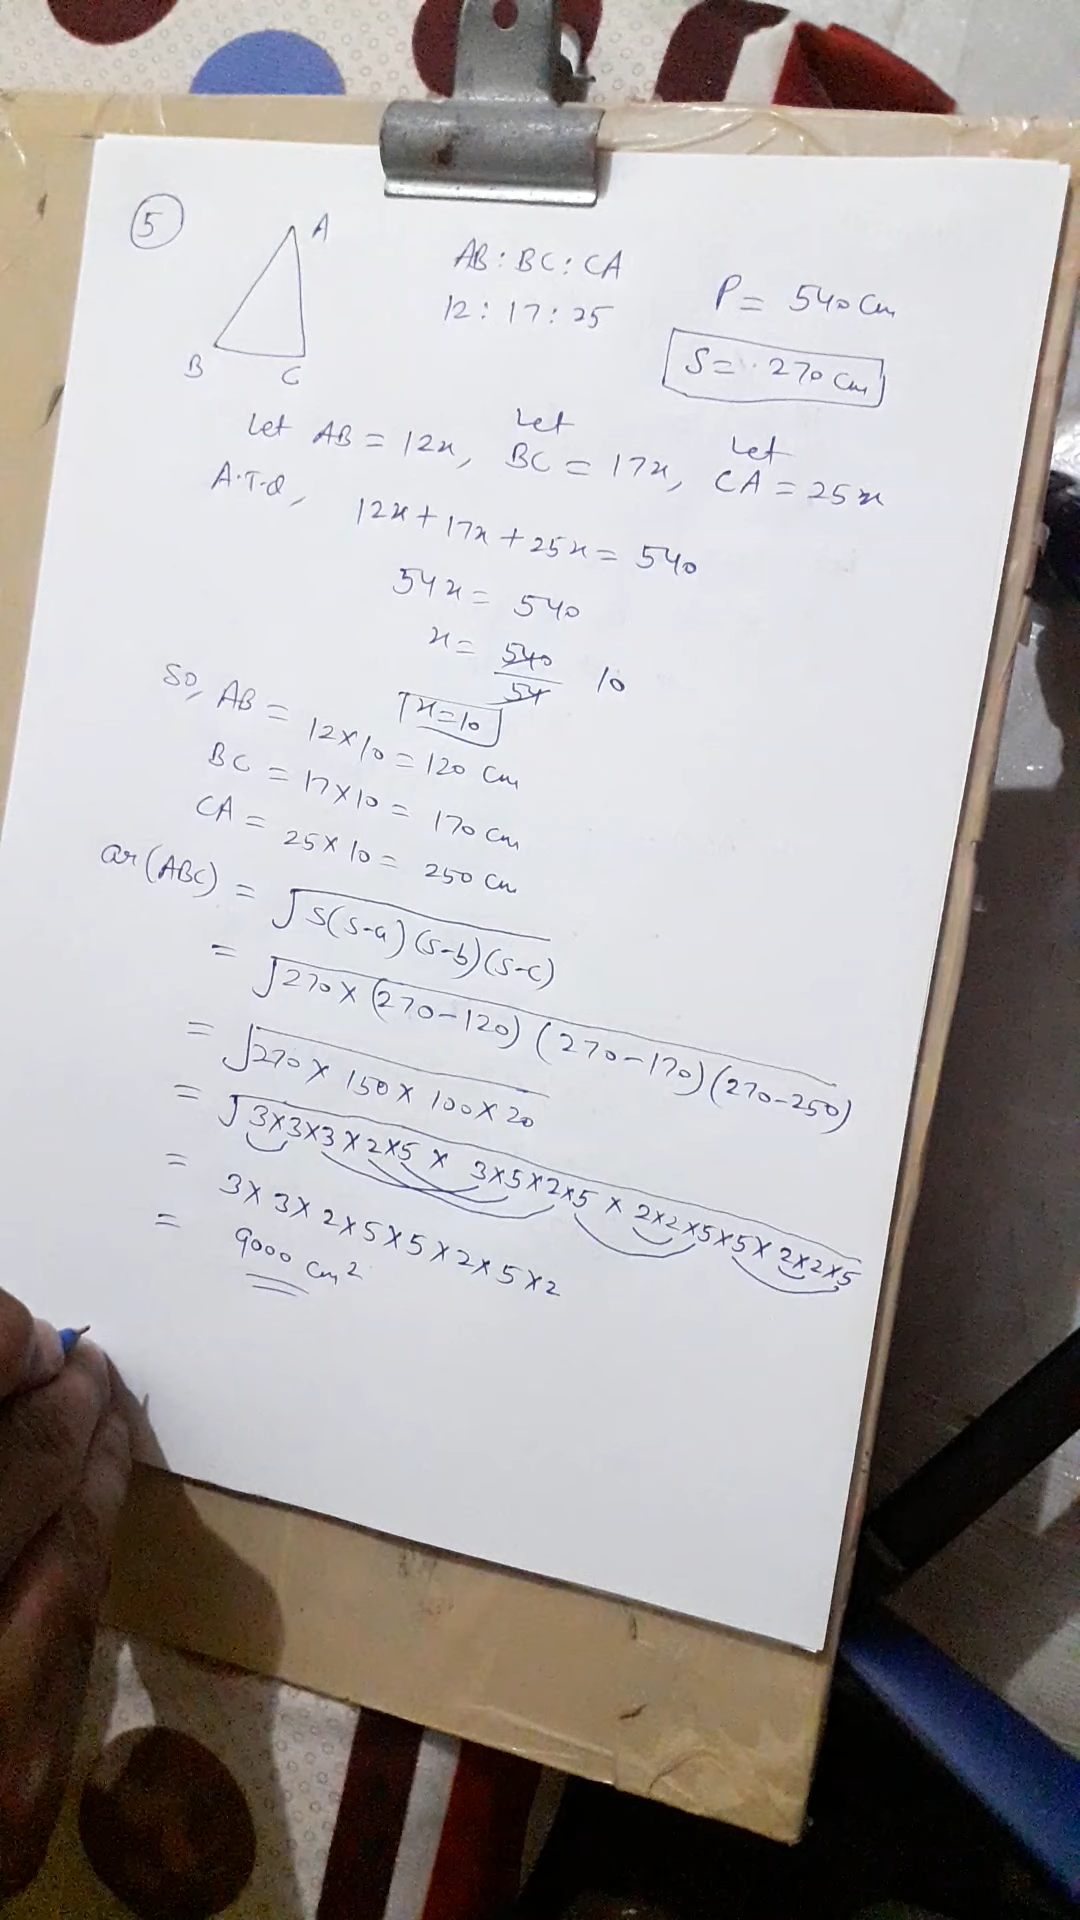 5
A
B
C
AB : BC : CA
12 : 17 : 25
P = 540 cm
S = 270 cm
Let AB = 12x, Let BC = 17x, Let CA = 25x
A.T.Q, 12x + 17x + 25x = 540
54x = 540
x = 540/54 10
x = 10
So, AB = 12 × 10 = 120 cm
BC = 17 × 10 = 170 cm
CA = 25 × 10 = 250 cm
ar(ABC) = √S(S-a)(S-b)(S-c)
= √270 × (270-120) (270-170) (270-250)
= √270 × 150 × 100 × 20
= √3×3×3×2×5 × 3×5×2×5 × 2×2×5×5× 2×2×5
= 3 × 3 × 2 × 5 × 5 × 2 × 5 × 2
= 9000 cm²